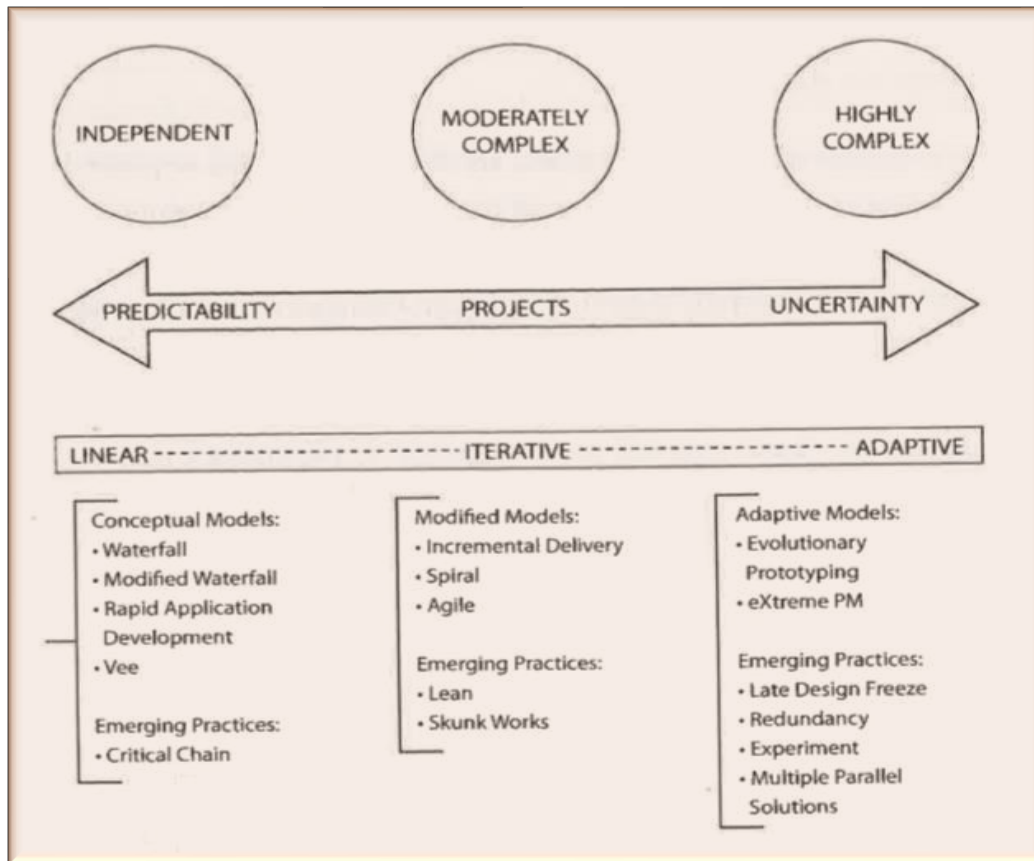 INDEPENDENT
MODERATELY
COMPLEX
HIGHLY
COMPLEX
PREDICTABILITY
PROJECTS
UNCERTAINTY
LINEAR
ITERATIVE
ADAPTIVE
Conceptual Models:
• Waterfall
• Modified Waterfall
• Rapid Application
Development
• Vee
Emerging Practices:
• Critical Chain
Modified Models:
• Incremental Delivery
• Spiral
• Agile
Emerging Practices:
• Lean
• Skunk Works
Adaptive Models:
• Evolutionary
Prototyping
• eXtreme PM
Emerging Practices:
• Late Design Freeze
• Redundancy
• Experiment
• Multiple Parallel
Solutions